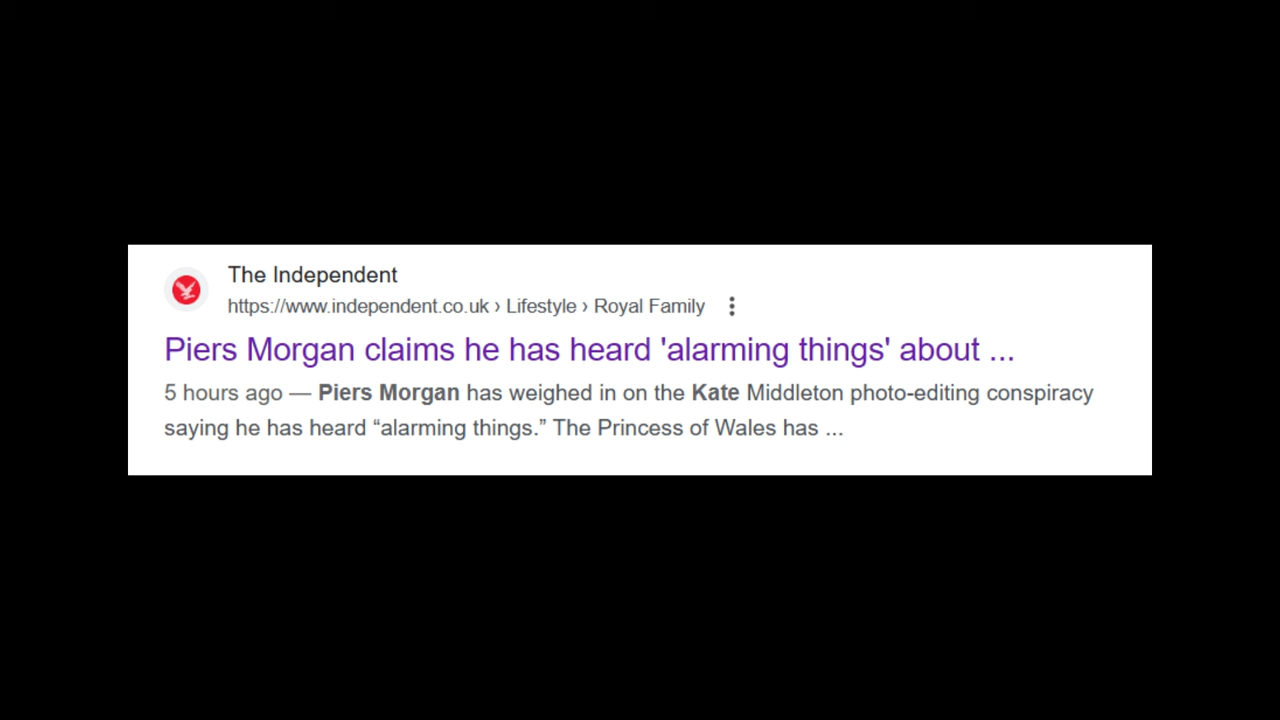 The Independent
https://www.independent.co.uk › Lifestyle › Royal Family
Piers Morgan claims he has heard 'alarming things' about ...
5 hours ago — Piers Morgan has weighed in on the Kate Middleton photo-editing conspiracy
saying he has heard “alarming things.” The Princess of Wales has ...